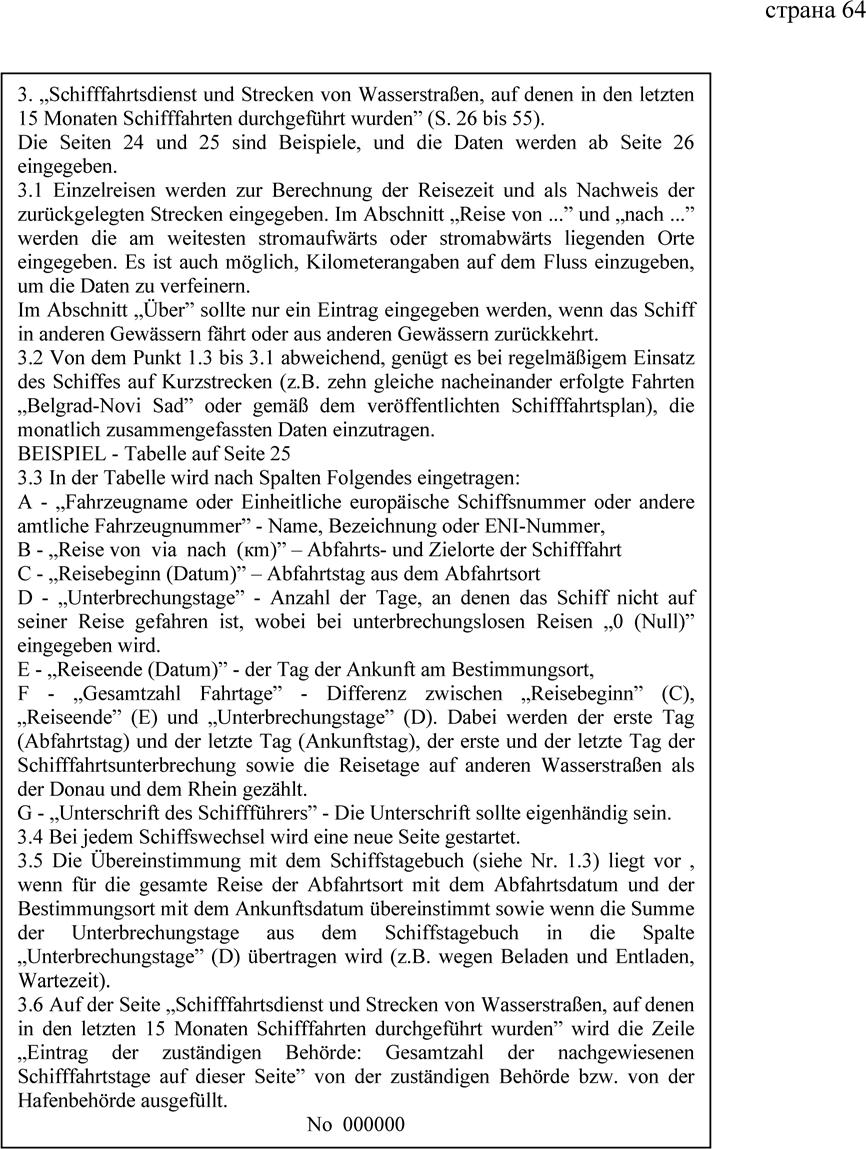 страна 64
3. „Schifffahrtsdienst und Strecken von Wasserstraßen, auf denen in den letzten
15 Monaten Schifffahrten durchgeführt wurden” (S. 26 bis 55).
Die Seiten 24 und 25 sind Beispiele, und die Daten werden ab Seite 26
eingegeben.
3.1 Einzelreisen werden zur Berechnung der Reisezeit und als Nachweis der
zurückgelegten Strecken eingegeben. Im Abschnitt „Reise von ...” und „nach ...”
werden die am weitesten stromaufwärts oder stromabwärts liegenden Orte
eingegeben. Es ist auch möglich, Kilometerangaben auf dem Fluss einzugeben,
um die Daten zu verfeinern.
Im Abschnitt „Über” sollte nur ein Eintrag eingegeben werden, wenn das Schiff
in anderen Gewässern fährt oder aus anderen Gewässern zurückkehrt.
3.2 Von dem Punkt 1.3 bis 3.1 abweichend, genügt es bei regelmäßigem Einsatz
des Schiffes auf Kurzstrecken (z.B. zehn gleiche nacheinander erfolgte Fahrten
„Belgrad-Novi Sad” oder gemäß dem veröffentlichten Schifffahrtsplan), die
monatlich zusammengefassten Daten einzutragen.
BEISPIEL - Tabelle auf Seite 25
3.3 In der Tabelle wird nach Spalten Folgendes eingetragen:
A - „Fahrzeugname oder Einheitliche europäische Schiffsnummer oder andere
amtliche Fahrzeugnummer” - Name, Bezeichnung oder ENI-Nummer,
B - „Reise von via nach (кm)” – Abfahrts- und Zielorte der Schifffahrt
C - „Reisebeginn (Datum)” – Abfahrtstag aus dem Abfahrtsort
D - „Unterbrechungstage” - Anzahl der Tage, an denen das Schiff nicht auf
seiner Reise gefahren ist, wobei bei unterbrechungslosen Reisen „0 (Null)”
eingegeben wird.
E - „Reiseende (Datum)” - der Tag der Ankunft am Bestimmungsort,
F - „Gesamtzahl Fahrtage” - Differenz zwischen „Reisebeginn” (C),
„Reiseende” (E) und „Unterbrechungstage” (D). Dabei werden der erste Tag
(Abfahrtstag) und der letzte Tag (Ankunftstag), der erste und der letzte Tag der
Schifffahrtsunterbrechung sowie die Reisetage auf anderen Wasserstraßen als
der Donau und dem Rhein gezählt.
G - „Unterschrift des Schiffführers” - Die Unterschrift sollte eigenhändig sein.
3.4 Bei jedem Schiffswechsel wird eine neue Seite gestartet.
3.5 Die Übereinstimmung mit dem Schiffstagebuch (siehe Nr. 1.3) liegt vor ,
wenn für die gesamte Reise der Abfahrtsort mit dem Abfahrtsdatum und der
Bestimmungsort mit dem Ankunftsdatum übereinstimmt sowie wenn die Summe
der Unterbrechungstage aus dem Schiffstagebuch in die Spalte
„Unterbrechungstage” (D) übertragen wird (z.B. wegen Beladen und Entladen,
Wartezeit).
3.6 Auf der Seite „Schifffahrtsdienst und Strecken von Wasserstraßen, auf denen
in den letzten 15 Monaten Schifffahrten durchgeführt wurden” wird die Zeile
„Eintrag der zuständigen Behörde: Gesamtzahl der nachgewiesenen
Schifffahrtstage auf dieser Seite” von der zuständigen Behörde bzw. von der
Hafenbehörde ausgefüllt.
No 000000